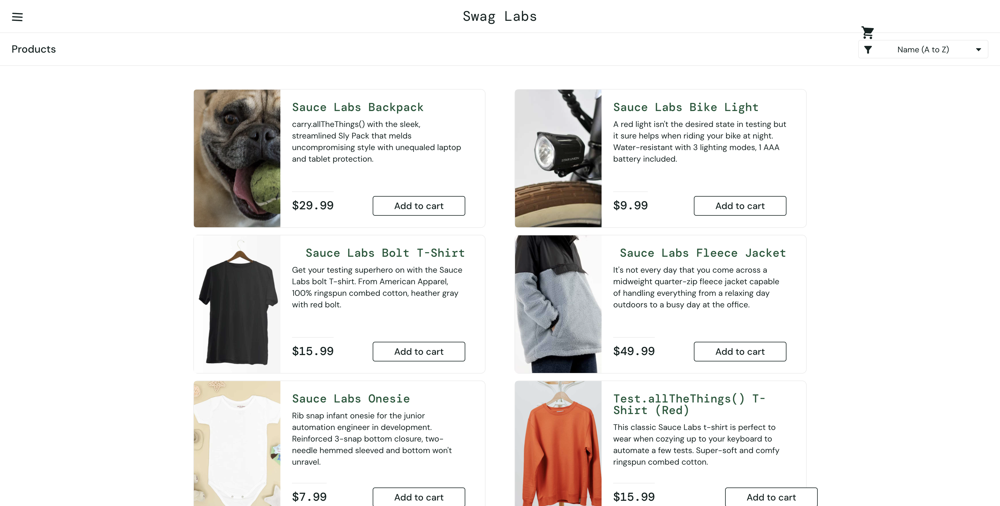 Swag Labs
Products
Name (A to Z)
Sauce Labs Backpack
carry.allTheThings() with the sleek,
streamlined Sly Pack that melds
uncompromising style with unequaled laptop
and tablet protection.
$29.99
Add to cart
Sauce Labs Bike Light
A red light isn't the desired state in testing but
it sure helps when riding your bike at night.
Water-resistant with 3 lighting modes, 1 AAA
battery included.
STAR UNION
$9.99
Add to cart
Sauce Labs Bolt T-Shirt
Get your testing superhero on with the Sauce
Labs bolt T-shirt. From American Apparel,
100% ringspun combed cotton, heather gray
with red bolt.
$15.99
Add to cart
Sauce Labs Fleece Jacket
It's not every day that you come across a
midweight quarter-zip fleece jacket capable
of handling everything from a relaxing day
outdoors to a busy day at the office.
$49.99
Add to cart
Sauce Labs Onesie
Rib snap infant onesie for the junior
automation engineer in development.
Reinforced 3-snap bottom closure, two-
needle hemmed sleeved and bottom won't
unravel.
$7.99
Add to cart
Test.allTheThings() T-
Shirt (Red)
This classic Sauce Labs t-shirt is perfect to
wear when cozying up to your keyboard to
automate a few tests. Super-soft and comfy
ringspun combed cotton.
$15.99
Add to cart